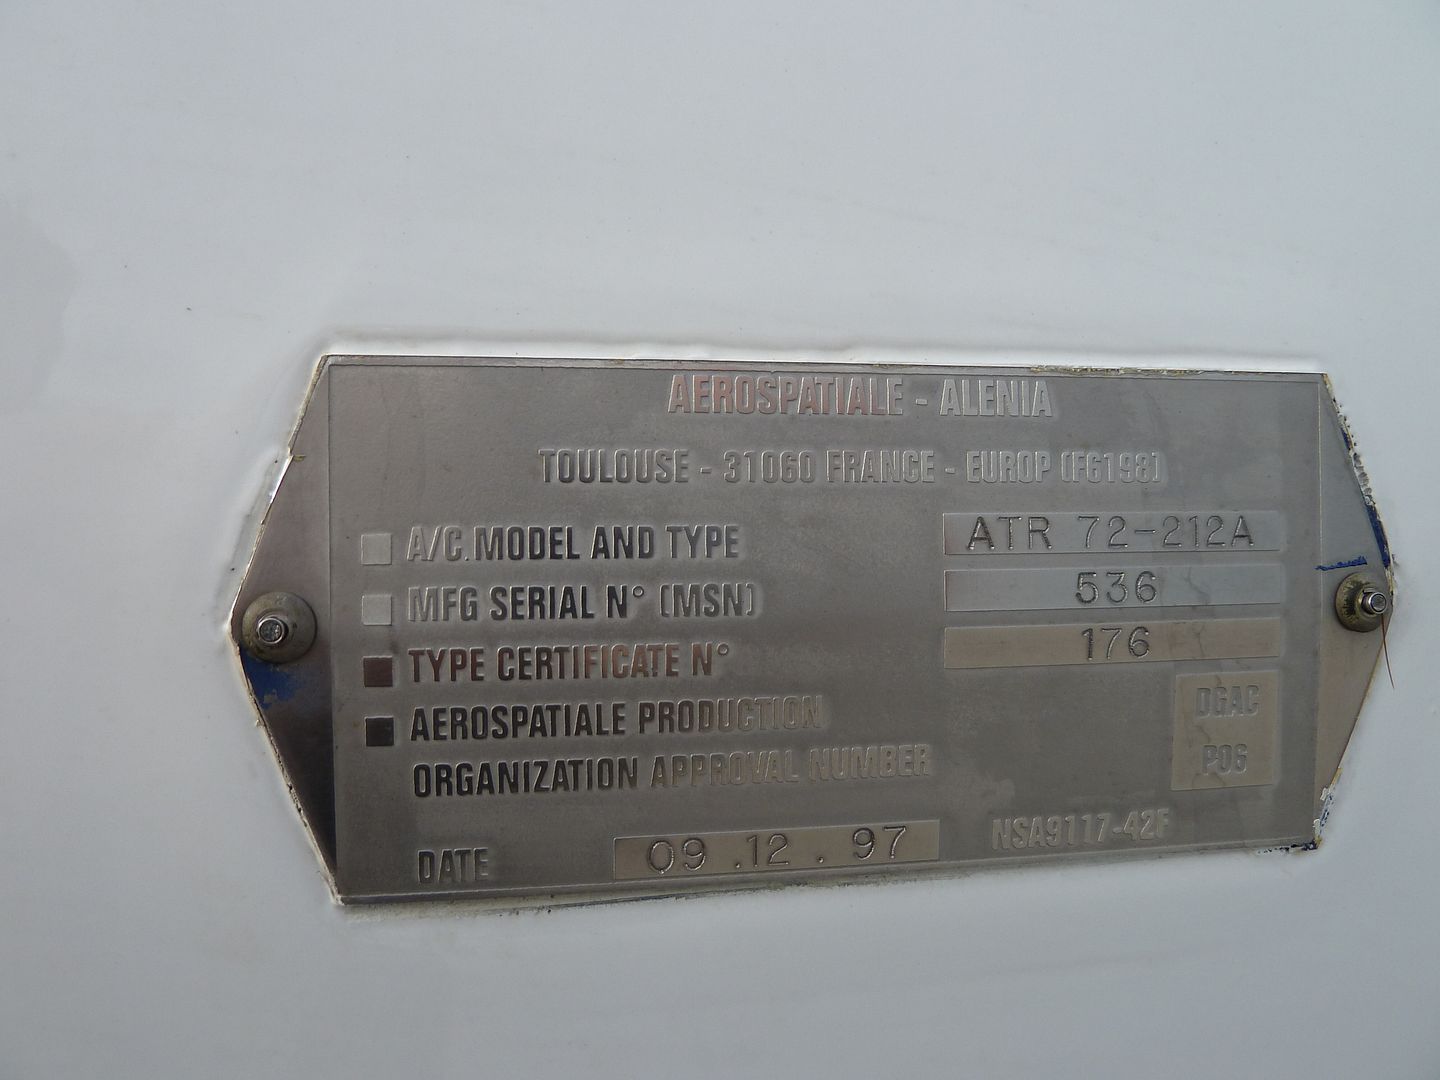 AEROSPATIALE - ALENIA
TOULOUSE - 31060 FRANCE - EUROP (F6198)
A/C. MODEL AND TYPE ATR 72-212A
MFG SERIAL N° (MSN) 536
TYPE CERTIFICATE N° 176
AEROSPATIALE PRODUCTION
ORGANIZATION APPROVAL NUMBER
DGAC
P06
DATE 09.12.97
NSA9117-42F